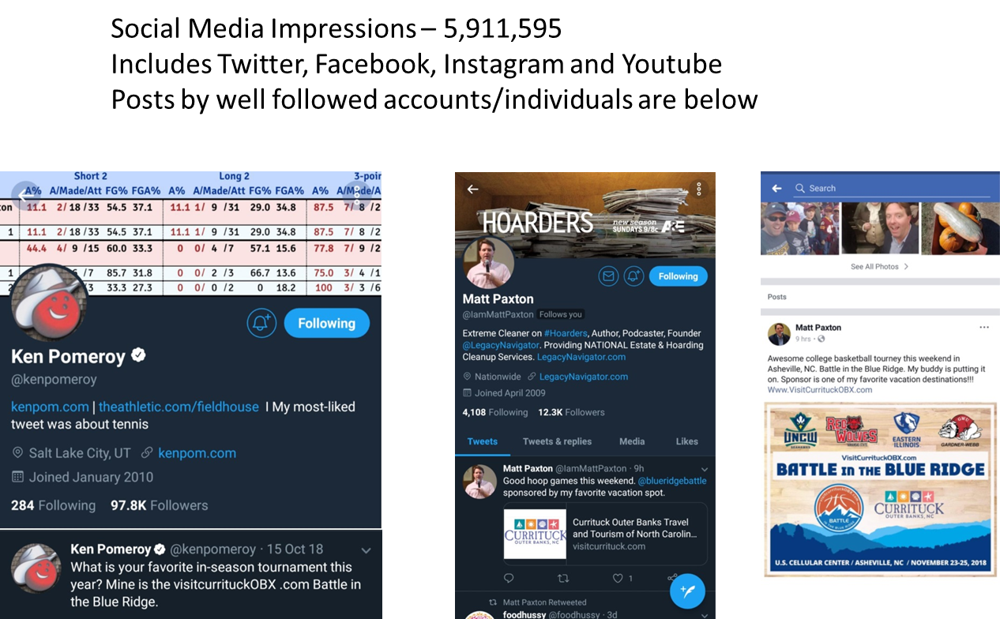 Social Media Impressions – 5,911,595
Includes Twitter, Facebook, Instagram and Youtube
Posts by well followed accounts/individuals are below
Short 2 Long 2 3-poin
A% A/Made/Att FG% FGA% A% A/Made/Att FG% FGA% A% A/Made/A
ton 11.1 2/ 18 /33 54.5 37.1 11.1 1/ 9 /31 29.0 34.8 87.5 7/ 8 /2
1 11.1 2/ 18 /33 54.5 37.1 11.1 1/ 9 /31 29.0 34.8 87.5 7/ 8 /2
44.4 4/ 9 /15 60.0 33.3 0 0/ 4 /7 57.1 15.6 77.8 7/ 9 /2
1 6 /7 85.7 31.8 0 0/ 2 /3 66.7 13.6 75.0 3/ 4 /1
2 /3 33.3 27.3 0 0/ 0 /2 0 18.2 100 3/ 3 /6
Following
Ken Pomeroy
@kenpomeroy
kenpom.com | theathletic.com/fieldhouse I My most-liked
tweet was about tennis
Salt Lake City, UT kenpom.com
Joined January 2010
284 Following 97.8K Followers
Ken Pomeroy @kenpomeroy · 15 Oct 18
What is your favorite in-season tournament this
year? Mine is the visitcurrituckOBX .com Battle in
the Blue Ridge.
HOARDERS
new season
SUNDAYS 9/8c
A&E
Following
Matt Paxton
@IamMattPaxton Follows you
Extreme Cleaner on #Hoarders, Author, Podcaster, Founder
@LegacyNavigator. Providing NATIONAL Estate & Hoarding
Cleanup Services. LegacyNavigator.com
Nationwide LegacyNavigator.com
Joined April 2009
4,108 Following 12.3K Followers
Tweets Tweets & replies Media Likes
Matt Paxton @IamMattPaxton · 9h
Good hoop games this weekend. @blueridgebattle
sponsored by my favorite vacation spot.
CURRITUCK
OUTER BANKS, NC
Currituck Outer Banks Travel
and Tourism of North Carolin...
visitcurrituck.com
1
Matt Paxton Retweeted
foodhussy @foodhussy · 3d
Search
See All Photos
Posts
Matt Paxton
9 hrs ·
Awesome college basketball tourney this weekend in
Asheville, NC. Battle in the Blue Ridge. My buddy is putting it
on. Sponsor is one of my favorite vacation destinations!!!
Www.VisitCurrituckOBX.com
UNCW
RED WOLVES
EASTERN
ILLINOIS
GARDNER-WEBB
VisitCurrituckOBX.com
BATTLE IN THE BLUE RIDGE
BATTLE
IN THE BLUE RIDGE
CURRITUCK
OUTER BANKS, NC
U.S. CELLULAR CENTER / ASHEVILLE, NC / NOVEMBER 23-25, 2018